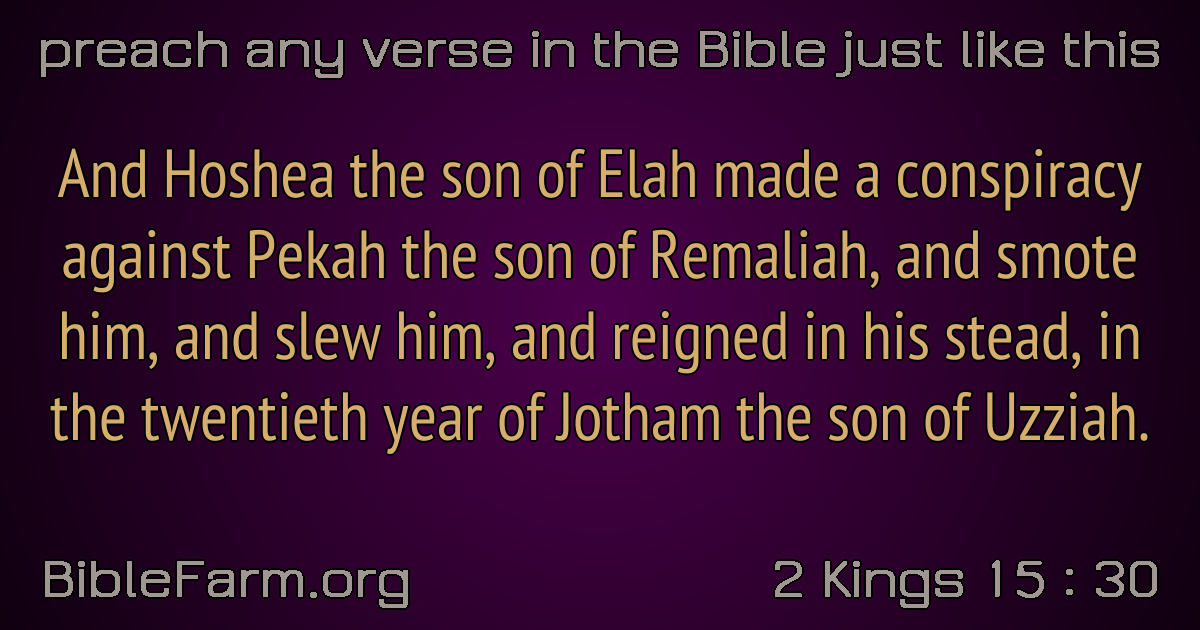 preach any verse in the Bible just like this
And Hoshea the son of Elah made a conspiracy
against Pekah the son of Remaliah, and smote
him, and slew him, and reigned in his stead, in
the twentieth year of Jotham the son of Uzziah.
BibleFarm.org
2 Kings 15 : 30